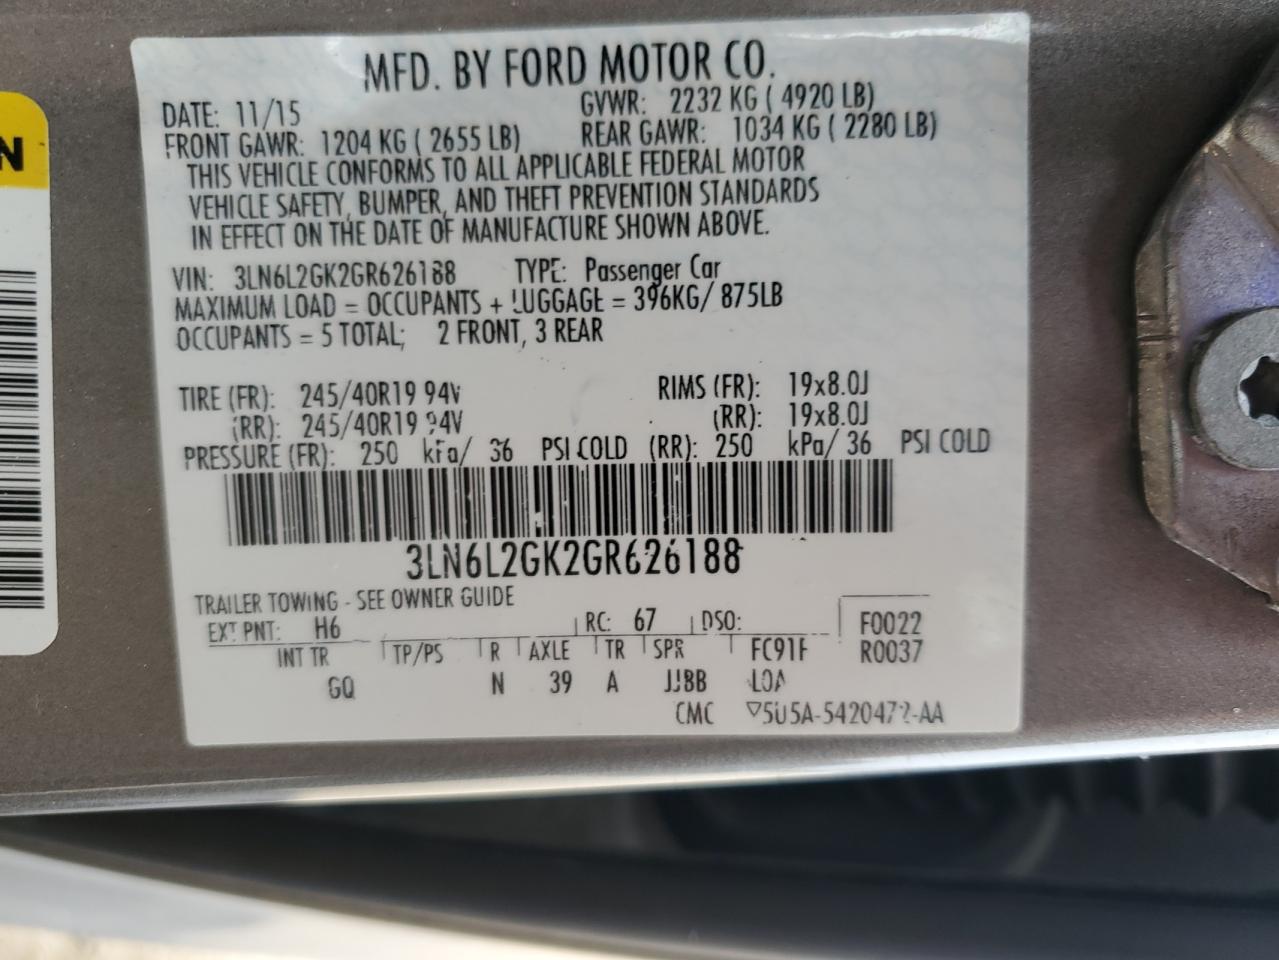 N
MFD. BY FORD MOTOR CO.
DATE: 11/15 GVWR: 2232 KG ( 4920 LB)
FRONT GAWR: 1204 KG ( 2655 LB) REAR GAWR: 1034 KG ( 2280 LB)
THIS VEHICLE CONFORMS TO ALL APPLICABLE FEDERAL MOTOR
VEHICLE SAFETY, BUMPER, AND THEFT PREVENTION STANDARDS
IN EFFECT ON THE DATE OF MANUFACTURE SHOWN ABOVE.
VIN: 3LN6L2GK2GR626188 TYPE: Passenger Car
MAXIMUM LOAD = OCCUPANTS + LUGGAGE = 396KG/ 875LB
OCCUPANTS = 5 TOTAL; 2 FRONT, 3 REAR
TIRE (FR): 245/40R19 94V RIMS (FR): 19x8.0J
(RR): 245/40R19 94V (RR): 19x8.0J
PRESSURE (FR): 250 kPa/ 36 PSI COLD (RR): 250 kPa/ 36 PSI COLD
3LN6L2GK2GR626188
TRAILER TOWING - SEE OWNER GUIDE
EXT PNT: H6 RC: 67 DSO: F0022
INT TR TP/PS R AXLE TR SPR R0037
GQ N 39 A JJBB
CMC